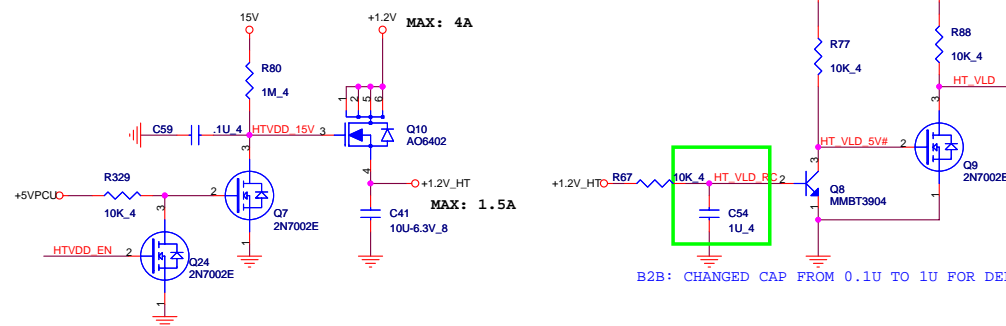 15V
+1.2V
MAX: 4A
R80
1M_4
1
2
5
6
C59
.1U_4
HTVDD_15V
3
Q10
AO6402
4
3
R329
+5VPCU
10K_4
2
Q7
2N7002E
1
+1.2V_HT
MAX: 1.5A
C41
10U-6.3V_8
3
HTVDD_EN
2
Q24
2N7002E
1
R77
10K_4
R88
10K_4
HT_VLD
3
HT_VLD_5V#
2
Q9
2N7002E
1
+1.2V_HT
R67
10K_4
HT_VLD_RC
2
3
Q8
MMBT3904
1
C54
1U_4
B2B: CHANGED CAP FROM 0.1U TO 1U FOR